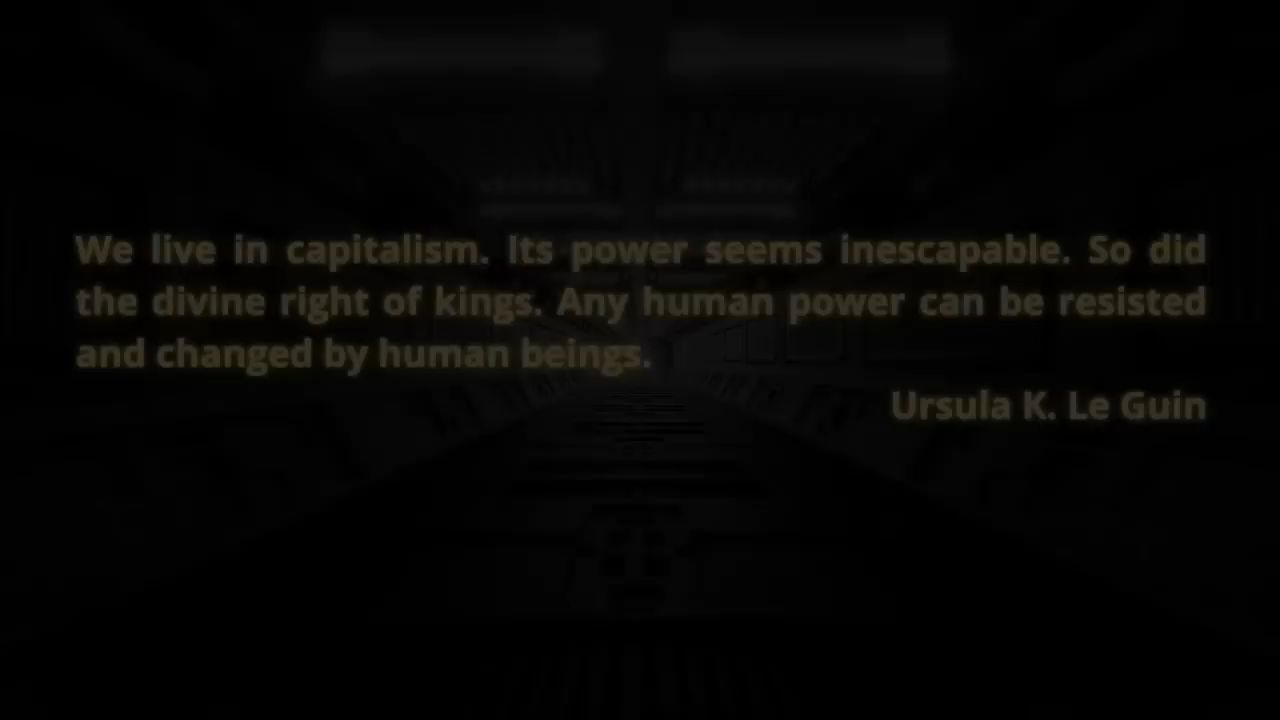 We live in capitalism. Its power seems inescapable. So did
the divine right of kings. Any human power can be resisted
and changed by human beings.
Ursula K. Le Guin